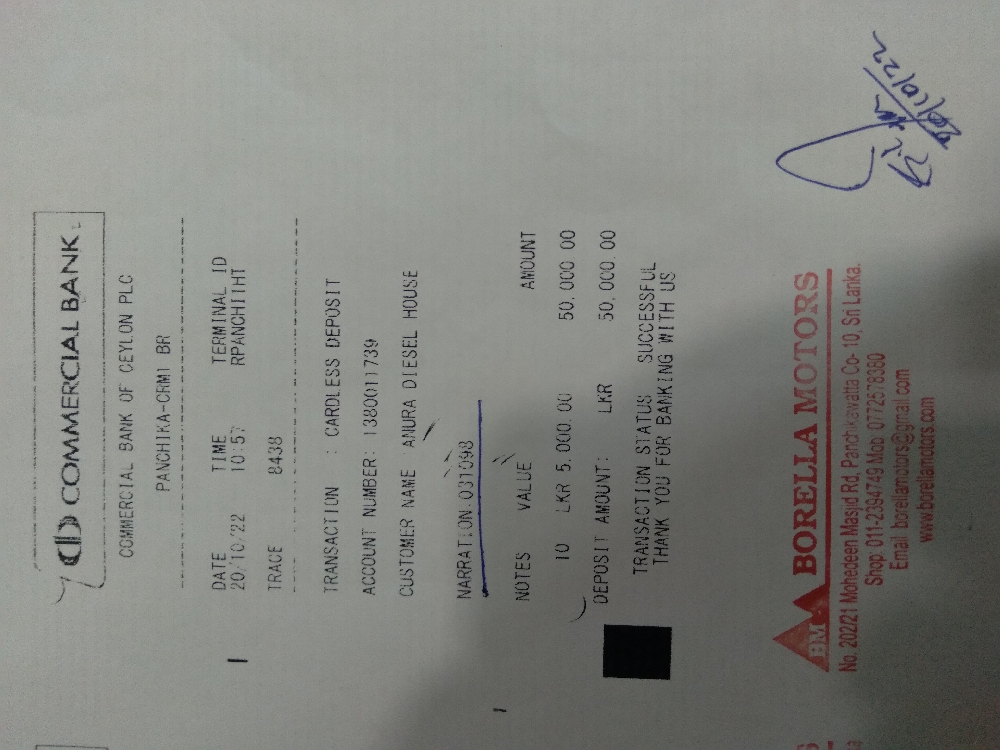 COMMERCIAL BANK
COMMERCIAL BANK OF CEYLON PLC
PANCHIKA-CRM1 BR
DATE TIME TERMINAL ID
20/10/22 10:57 RPANCHI1HT
TRACE 8438
TRANSACTION : CARDLESS DEPOSIT
ACCOUNT NUMBER: 1380011739
CUSTOMER NAME ANURA DIESEL HOUSE
NARRATION:031098
NOTES VALUE AMOUNT
10 LKR 5,000.00 50,000.00
DEPOSIT AMOUNT: LKR 50,000.00
TRANSACTION STATUS SUCCESSFUL
THANK YOU FOR BANKING WITH US
BM BORELLA MOTORS
No. 202/21 Mohedeen Masjid Rd, Panchikawatta Co- 10, Sri Lanka.
Shop: 011-2394749 Mob: 0772578380
Email: borellamotors@gmail.com
www.borellamotors.com
20/10/22